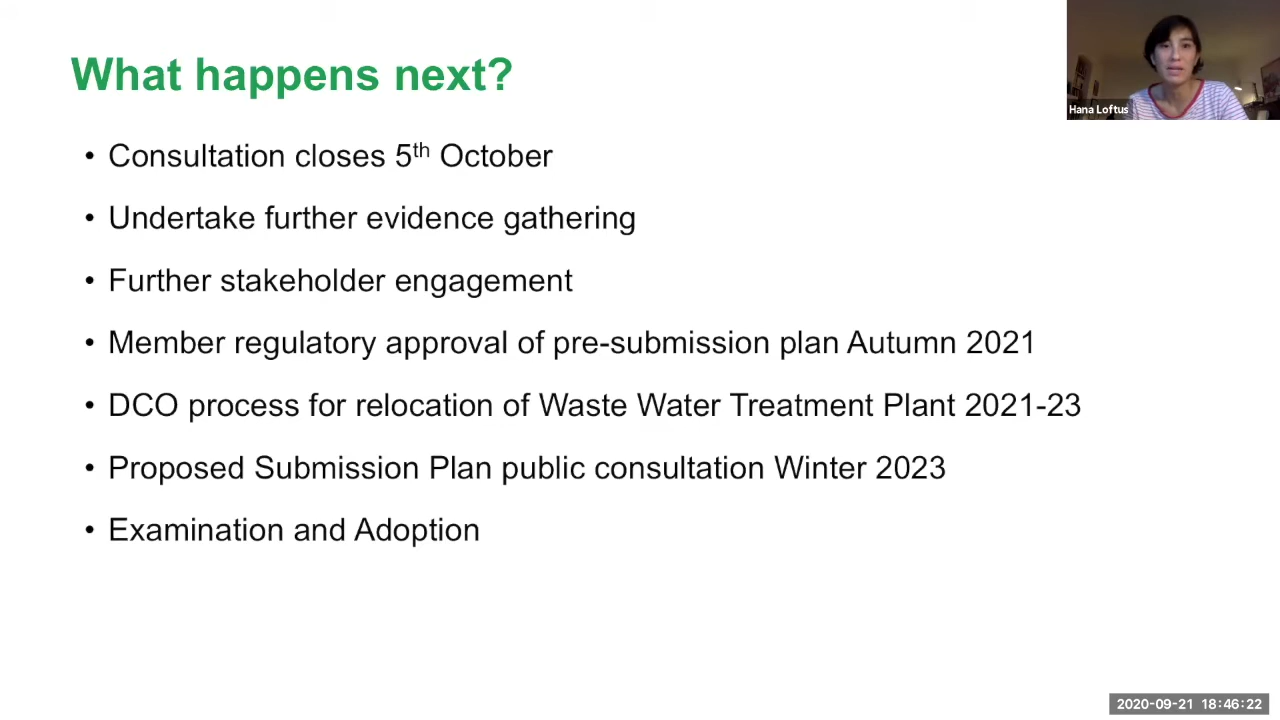 What happens next?
Hana Loftus
• Consultation closes 5th October
• Undertake further evidence gathering
• Further stakeholder engagement
• Member regulatory approval of pre-submission plan Autumn 2021
• DCO process for relocation of Waste Water Treatment Plant 2021-23
• Proposed Submission Plan public consultation Winter 2023
• Examination and Adoption
2020-09-21 18:46:22